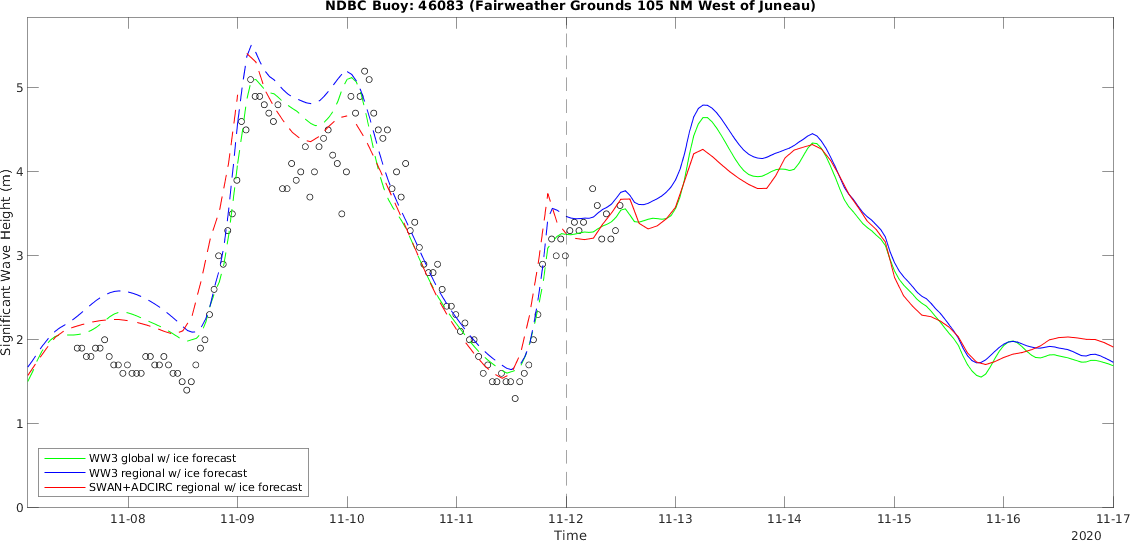 NDBC Buoy: 46083 (Fairweather Grounds 105 NM West of Juneau)
Significant Wave Height (m)
5
4
3
2
1
0
WW3 global w/ ice forecast
WW3 regional w/ ice forecast
SWAN+ADCIRC regional w/ ice forecast
11-08 11-09 11-10 11-11 11-12 11-13 11-14 11-15 11-16 11-17
Time
2020